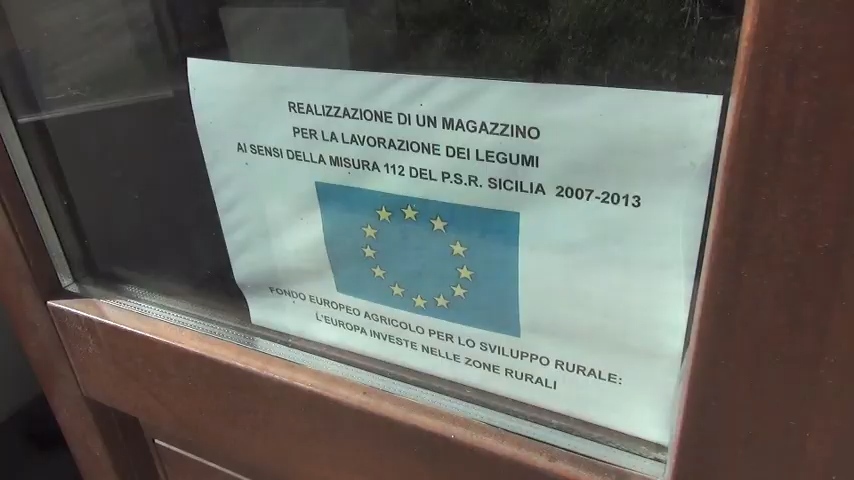 REALIZZAZIONE DI UN MAGAZZINO
PER LA LAVORAZIONE DEI LEGUMI
AI SENSI DELLA MISURA 112 DEL P.S.R. SICILIA 2007-2013
FONDO EUROPEO AGRICOLO PER LO SVILUPPO RURALE:
L'EUROPA INVESTE NELLE ZONE RURALI